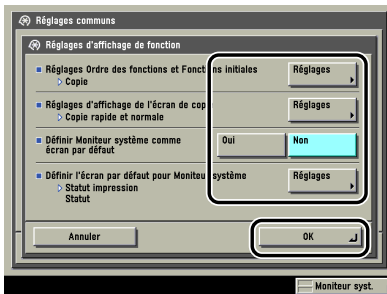 Réglages communs
Réglages d'affichage de fonction
Réglages Ordre des fonctions et Fonctions initiales
Copie
Réglages
Réglages d'affichage de l'écran de copie
Copie rapide et normale
Réglages
Définir Moniteur système comme
écran par défaut
Oui
Non
Définir l'écran par défaut pour Moniteur système
Statut impression
Statut
Réglages
Annuler
OK
Moniteur syst.